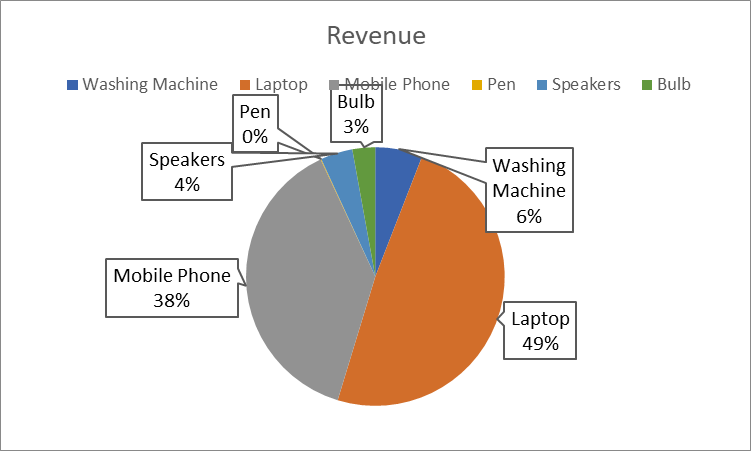 Revenue
Washing Machine Laptop Mobile Phone Pen Speakers Bulb
Bulb
3%
Pen
0%
Speakers
4%
Washing
Machine
6%
Mobile Phone
38%
Laptop
49%